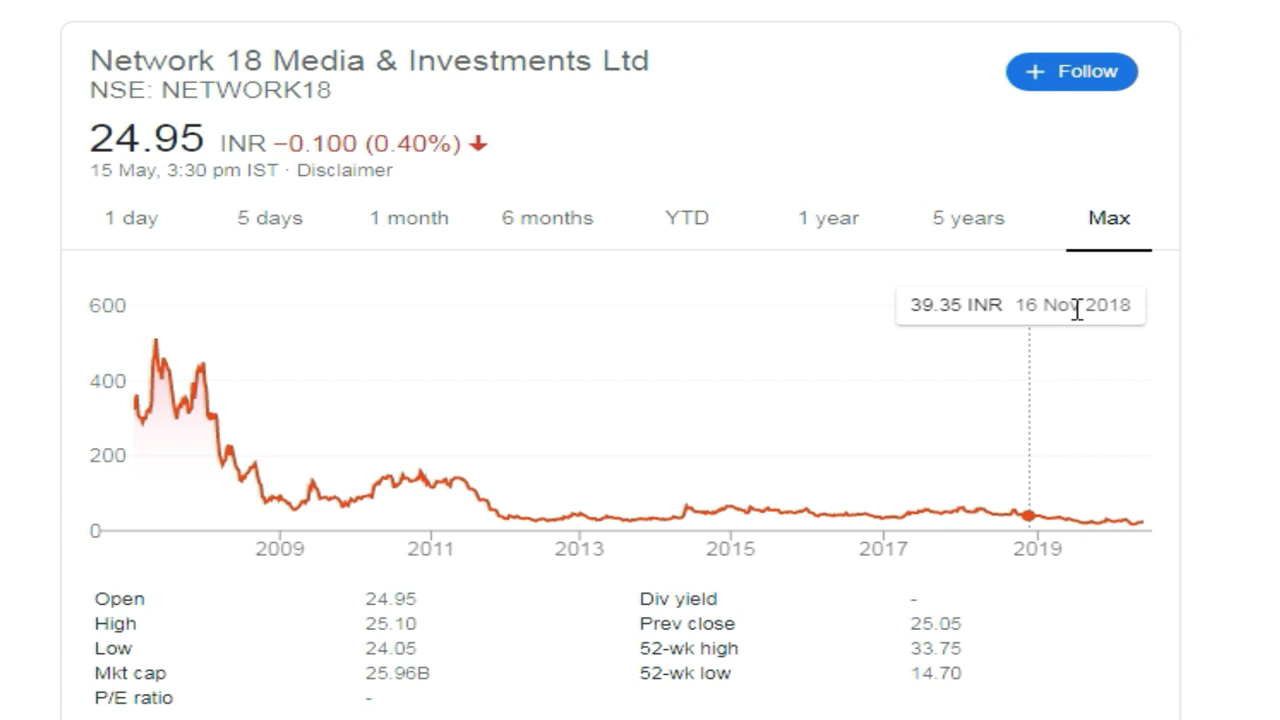 Network 18 Media & Investments Ltd
+ Follow
NSE: NETWORK18
24.95 INR −0.100 (0.40%)
15 May, 3:30 pm IST · Disclaimer
1 day 5 days 1 month 6 months YTD 1 year 5 years Max
39.35 INR 16 Nov 2018
600
400
200
0
2009 2011 2013 2015 2017 2019
Open 24.95 Div yield -
High 25.10 Prev close 25.05
Low 24.05 52-wk high 33.75
Mkt cap 25.96B 52-wk low 14.70
P/E ratio -